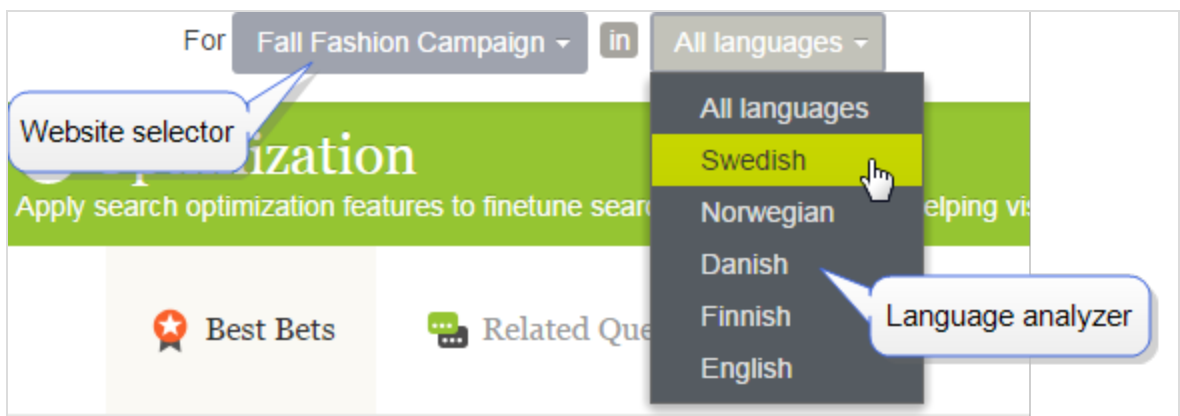 For Fall Fashion Campaign in All languages
Website selector
All languages
ization
Swedish
Apply search optimization features to finetune sear elping vis
Norwegian
Danish
Language analyzer
Best Bets
Related Que
Finnish
English